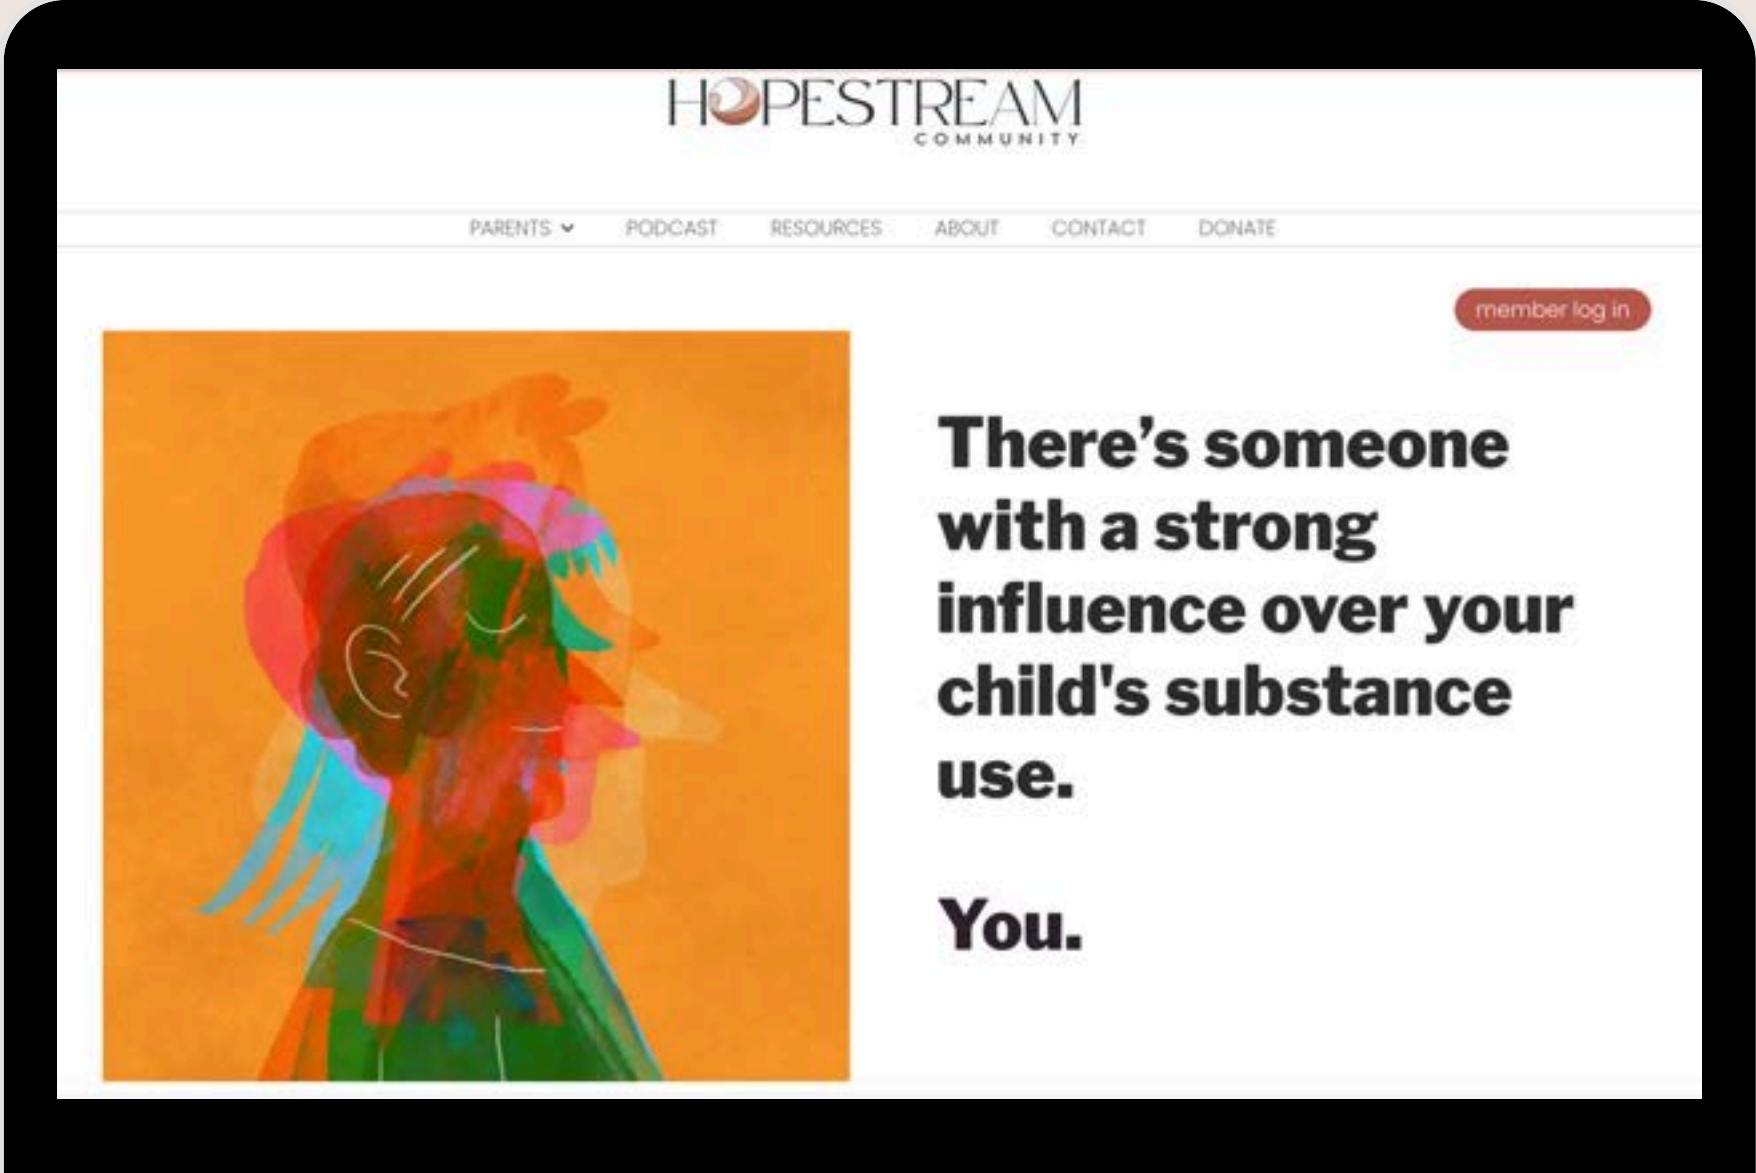 HOPESTREAM
COMMUNITY
PARENTS PODCAST RESOURCES ABOUT CONTACT DONATE
member log in
There’s someone
with a strong
influence over your
child's substance
use.
You.